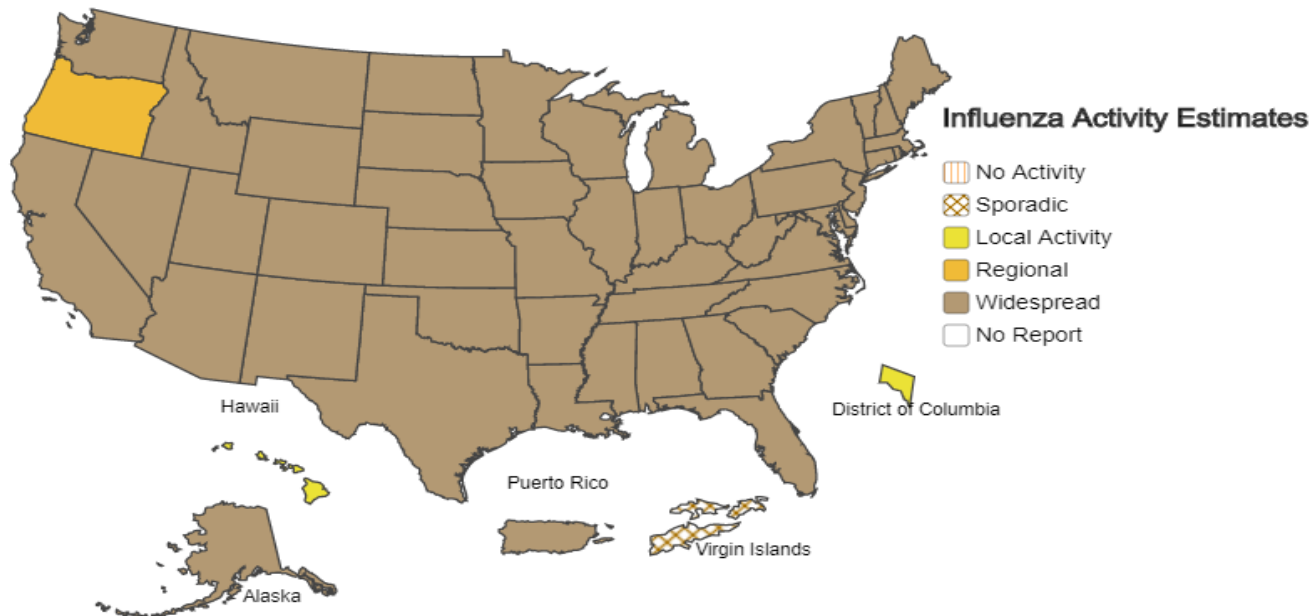 Influenza Activity Estimates
No Activity
Sporadic
Local Activity
Regional
Widespread
No Report
Hawaii
District of Columbia
Puerto Rico
Virgin Islands
Alaska